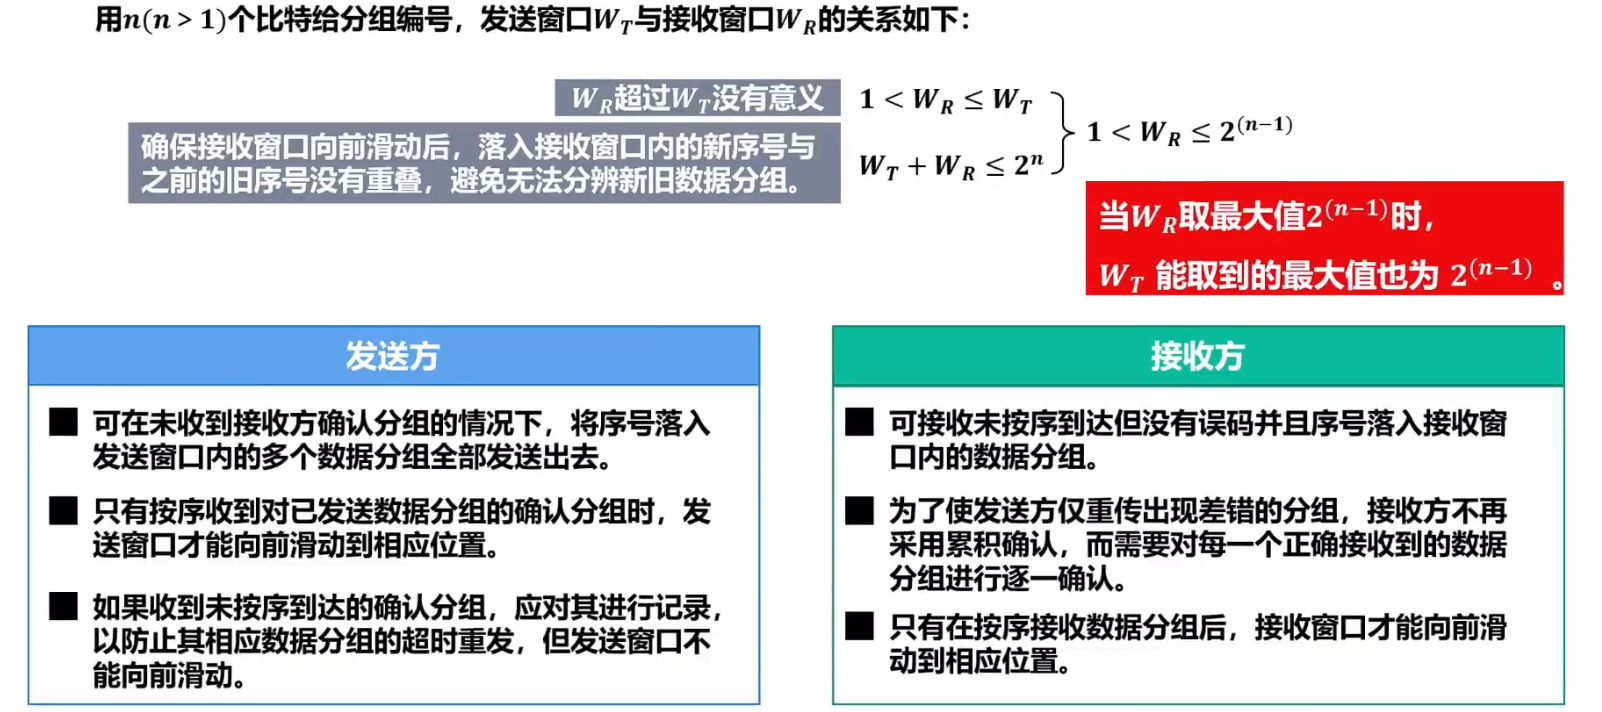 用n(n > 1)个比特给分组编号，发送窗口W_T与接收窗口W_R的关系如下：
W_R超过W_T没有意义
1 < W_R ≤ W_T
确保接收窗口向前滑动后，落入接收窗口内的新序号与
之前的旧序号没有重叠，避免无法分辨新旧数据分组。
W_T + W_R ≤ 2^n
1 < W_R ≤ 2^(n−1)
当W_R取最大值2^(n−1)时，
W_T 能取到的最大值也为 2^(n−1) 。
发送方
■ 可在未收到接收方确认分组的情况下，将序号落入
发送窗口内的多个数据分组全部发送出去。
■ 只有按序收到对已发送数据分组的确认分组时，发
送窗口才能向前滑动到相应位置。
■ 如果收到未按序到达的确认分组，应对其进行记录，
以防止其相应数据分组的超时重发，但发送窗口不
能向前滑动。
接收方
■ 可接收未按序到达但没有误码并且序号落入接收窗
口内的数据分组。
■ 为了使发送方仅重传出现差错的分组，接收方不再
采用累积确认，而需要对每一个正确接收到的数据
分组进行逐一确认。
■ 只有在按序接收数据分组后，接收窗口才能向前滑
动到相应位置。